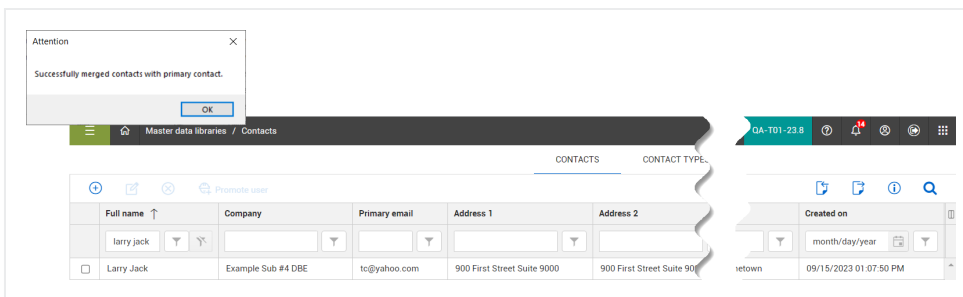 Attention
Successfully merged contacts with primary contact.
OK
Master data libraries / Contacts
QA-T01-23.8
14
CONTACTS
CONTACT TYPES
Promote user
Full name
Company
Primary email
Address 1
Address 2
Created on
larry jack
month/day/year
Larry Jack
Example Sub #4 DBE
tc@yahoo.com
900 First Street Suite 9000
900 First Street Suite 90
etown
09/15/2023 01:07:50 PM